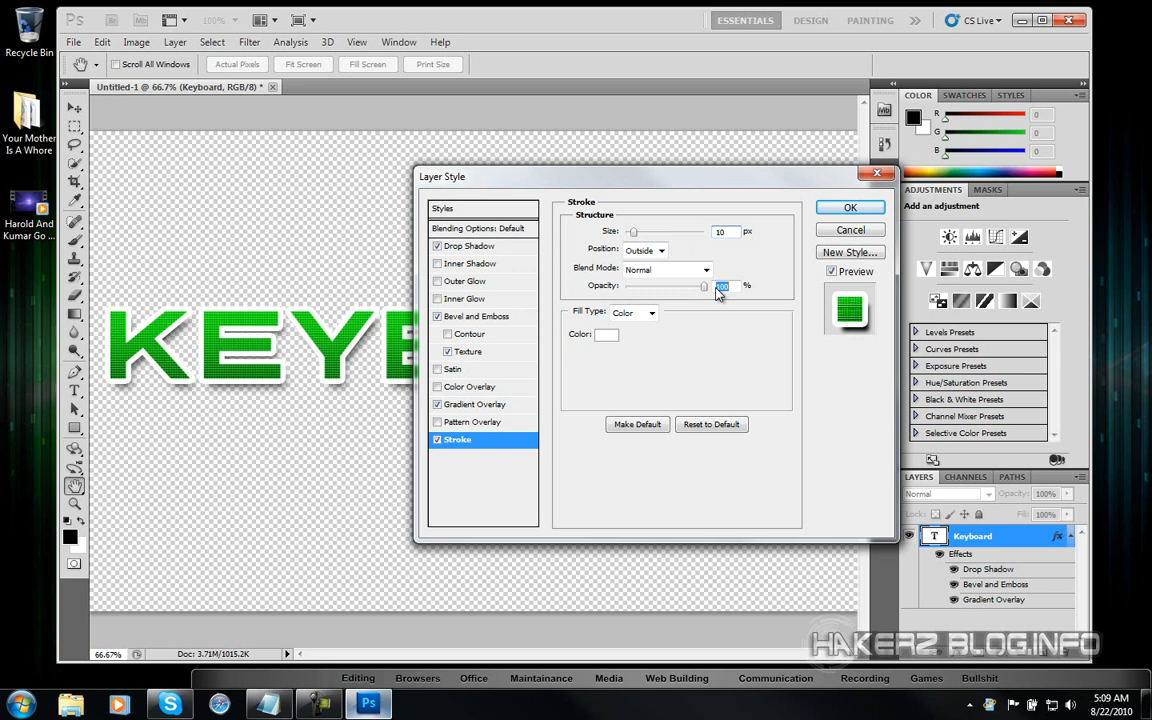 Recycle Bin
Your Mother
Is A Whore
Harold And
Kumar Go ...
Ps
Br
Mb
100%
ESSENTIALS
DESIGN
PAINTING
CS Live
File Edit Image Layer Select Filter Analysis 3D View Window Help
Scroll All Windows
Actual Pixels
Fit Screen
Fill Screen
Print Size
Untitled-1 @ 66.7% (Keyboard, RGB/8) *
KEYB
Layer Style
Styles
Blending Options: Default
Drop Shadow
Inner Shadow
Outer Glow
Inner Glow
Bevel and Emboss
Contour
Texture
Satin
Color Overlay
Gradient Overlay
Pattern Overlay
Stroke
Stroke
Structure
Size: 10 px
Position: Outside
Blend Mode: Normal
Opacity: 100 %
Fill Type: Color
Color:
Make Default
Reset to Default
OK
Cancel
New Style...
Preview
COLOR SWATCHES STYLES
R 0
G 0
B 0
ADJUSTMENTS MASKS
Add an adjustment
Levels Presets
Curves Presets
Exposure Presets
Hue/Saturation Presets
Black & White Presets
Channel Mixer Presets
Selective Color Presets
LAYERS CHANNELS PATHS
Normal Opacity: 100%
Lock: Fill: 100%
T Keyboard fx
Effects
Drop Shadow
Bevel and Emboss
Gradient Overlay
66.67% Doc: 3.71M/1015.2K
HAKERZ BLOG.INFO
Editing Browsers Office Maintenance Media Web Building Communication Recording Games Bullshit
Ps
5:09 AM
8/22/2010